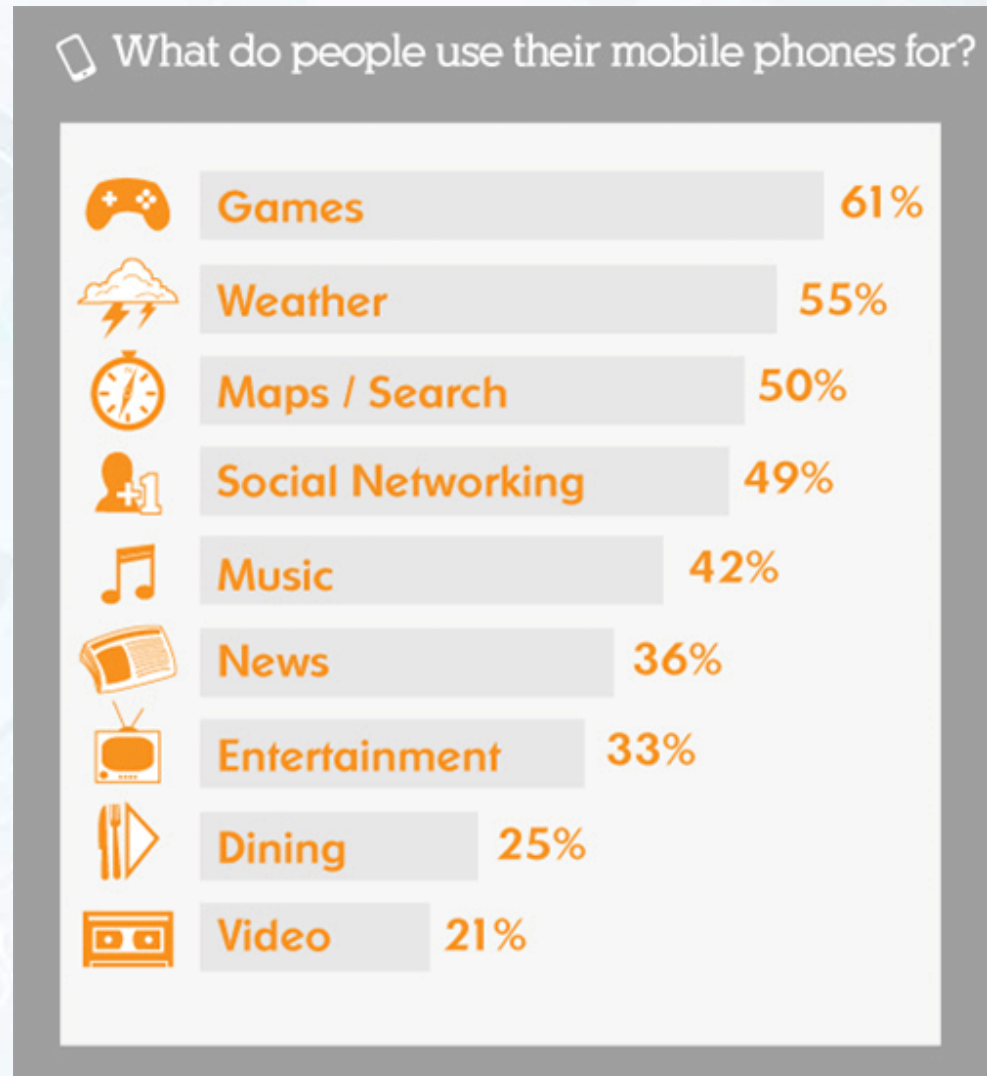 What do people use their mobile phones for?
Games 61%
Weather 55%
Maps / Search 50%
+1 Social Networking 49%
Music 42%
News 36%
Entertainment 33%
Dining 25%
Video 21%